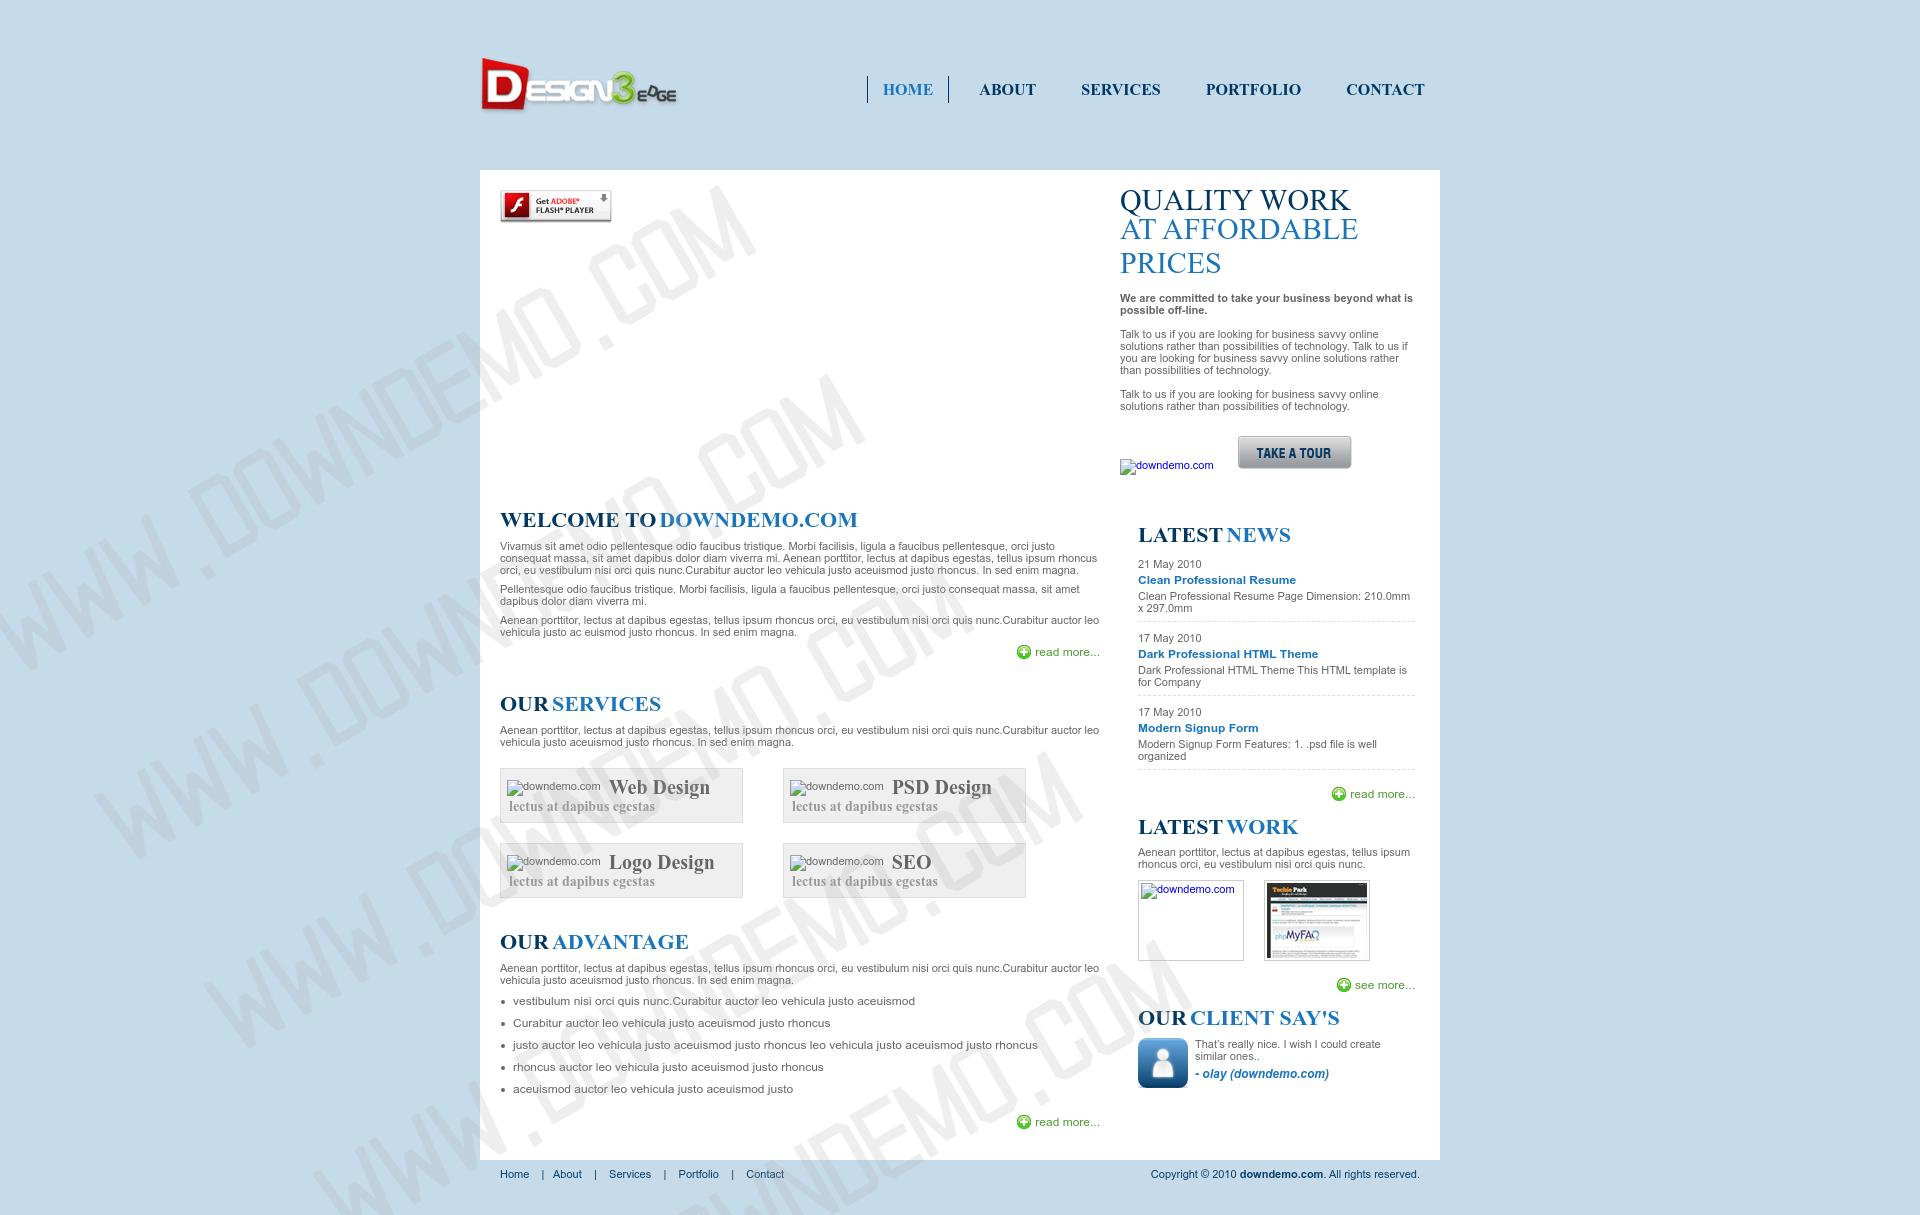 DESIGN3EDGE
HOME
ABOUT
SERVICES
PORTFOLIO
CONTACT
Get ADOBE®
FLASH® PLAYER
QUALITY WORK
AT AFFORDABLE
PRICES
We are committed to take your business beyond what is
possible off-line.
Talk to us if you are looking for business savvy online
solutions rather than possibilities of technology. Talk to us if
you are looking for business savvy online solutions rather
than possibilities of technology.
Talk to us if you are looking for business savvy online
solutions rather than possibilities of technology.
downdemo.com
TAKE A TOUR
WELCOME TO DOWNDEMO.COM
Vivamus sit amet odio pellentesque odio faucibus tristique. Morbi facilisis, ligula a faucibus pellentesque, orci justo
consequat massa, sit amet dapibus dolor diam viverra mi. Aenean porttitor, lectus at dapibus egestas, tellus ipsum rhoncus
orci, eu vestibulum nisi orci quis nunc.Curabitur auctor leo vehicula justo aceuismod justo rhoncus. In sed enim magna.
Pellentesque odio faucibus tristique. Morbi facilisis, ligula a faucibus pellentesque, orci justo consequat massa, sit amet
dapibus dolor diam viverra mi.
Aenean porttitor, lectus at dapibus egestas, tellus ipsum rhoncus orci, eu vestibulum nisi orci quis nunc.Curabitur auctor leo
vehicula justo ac euismod justo rhoncus. In sed enim magna.
read more...
OUR SERVICES
Aenean porttitor, lectus at dapibus egestas, tellus ipsum rhoncus orci, eu vestibulum nisi orci quis nunc.Curabitur auctor leo
vehicula justo aceuismod justo rhoncus. In sed enim magna.
downdemo.com Web Design
lectus at dapibus egestas
downdemo.com PSD Design
lectus at dapibus egestas
downdemo.com Logo Design
lectus at dapibus egestas
downdemo.com SEO
lectus at dapibus egestas
OUR ADVANTAGE
Aenean porttitor, lectus at dapibus egestas, tellus ipsum rhoncus orci, eu vestibulum nisi orci quis nunc.Curabitur auctor leo
vehicula justo aceuismod justo rhoncus. In sed enim magna.
• vestibulum nisi orci quis nunc.Curabitur auctor leo vehicula justo aceuismod
• Curabitur auctor leo vehicula justo aceuismod justo rhoncus
• justo auctor leo vehicula justo aceuismod justo rhoncus leo vehicula justo aceuismod justo rhoncus
• rhoncus auctor leo vehicula justo aceuismod justo rhoncus
• aceuismod auctor leo vehicula justo aceuismod justo
read more...
LATEST NEWS
21 May 2010
Clean Professional Resume
Clean Professional Resume Page Dimension: 210.0mm
x 297.0mm
17 May 2010
Dark Professional HTML Theme
Dark Professional HTML Theme This HTML template is
for Company
17 May 2010
Modern Signup Form
Modern Signup Form Features: 1. .psd file is well
organized
read more...
LATEST WORK
Aenean porttitor, lectus at dapibus egestas, tellus ipsum
rhoncus orci, eu vestibulum nisi orci quis nunc.
downdemo.com
Techie Park
phpMyFAQ
see more...
OUR CLIENT SAY'S
That's really nice. I wish I could create
similar ones..
- olay (downdemo.com)
Home | About | Services | Portfolio | Contact
Copyright © 2010 downdemo.com. All rights reserved.
WWW.DOWNDEMO.COM
WWW.DOWNDEMO.COM
WWW.DOWNDEMO.COM
WWW.DOWNDEMO.COM
WNDEMO.COM